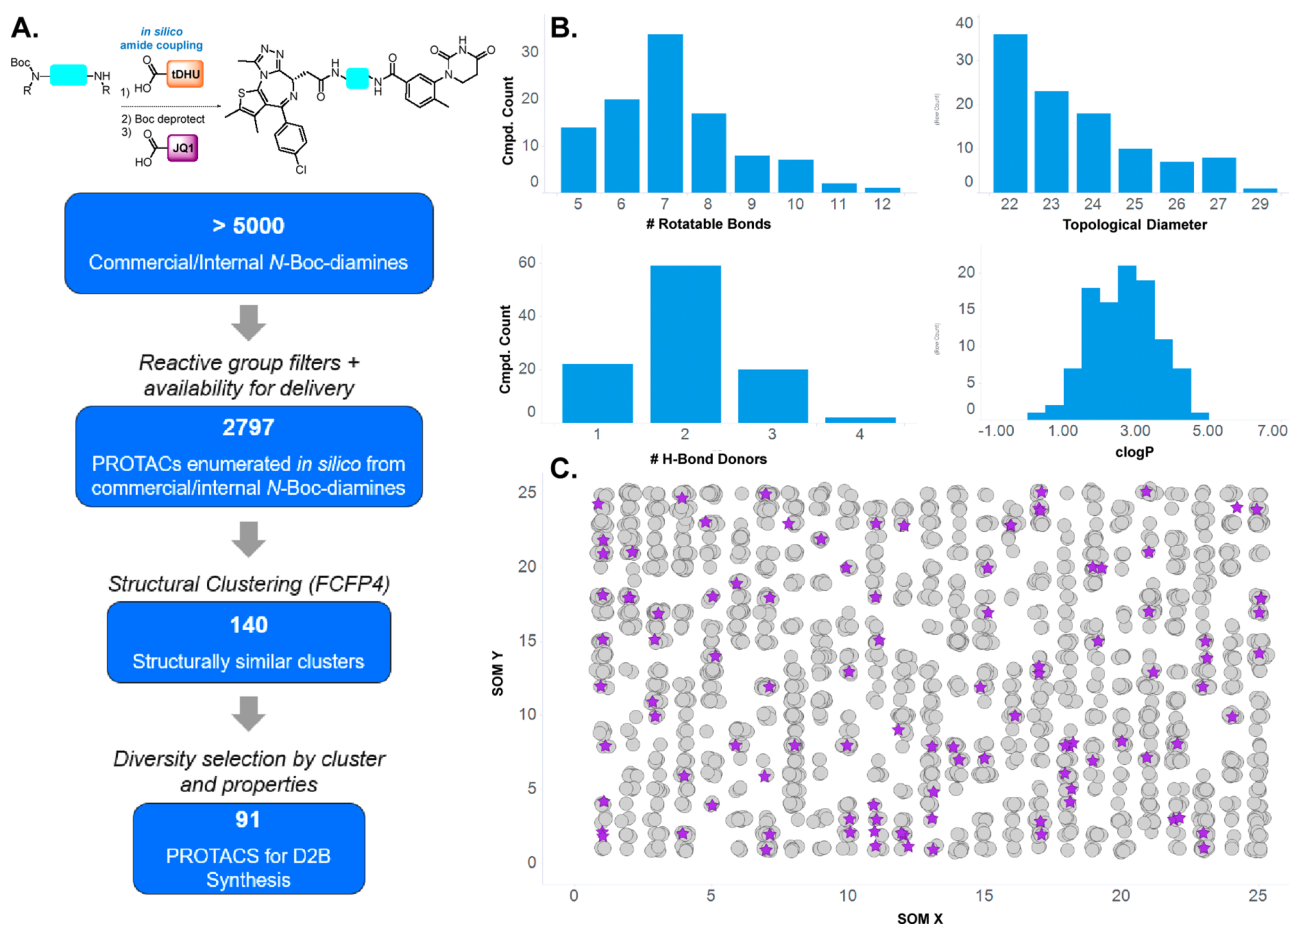 A.
in silico
amide coupling
Boc
N
R
NH
R
O
HO
tDHU
1)
2) Boc deprotect
3)
O
HO
JQ1
N
N
N
N
S
Cl
H
N
O
O
N
H
O
NH
N
O
> 5000
Commercial/Internal N-Boc-diamines
Reactive group filters +
availability for delivery
2797
PROTACs enumerated in silico from
commercial/internal N-Boc-diamines
Structural Clustering (FCFP4)
140
Structurally similar clusters
Diversity selection by cluster
and properties
91
PROTACS for D2B
Synthesis
B.
Cmpd. Count
30
20
10
0
5 6 7 8 9 10 11 12
# Rotatable Bonds
(Row Count)
40
30
20
10
0
22 23 24 25 26 27 29
Topological Diameter
Cmpd. Count
60
40
20
0
1 2 3 4
# H-Bond Donors
(Row Count)
20
15
10
5
0
-1.00 1.00 3.00 5.00 7.00
clogP
C.
SOM Y
25
20
15
10
5
0
0 5 10 15 20 25
SOM X